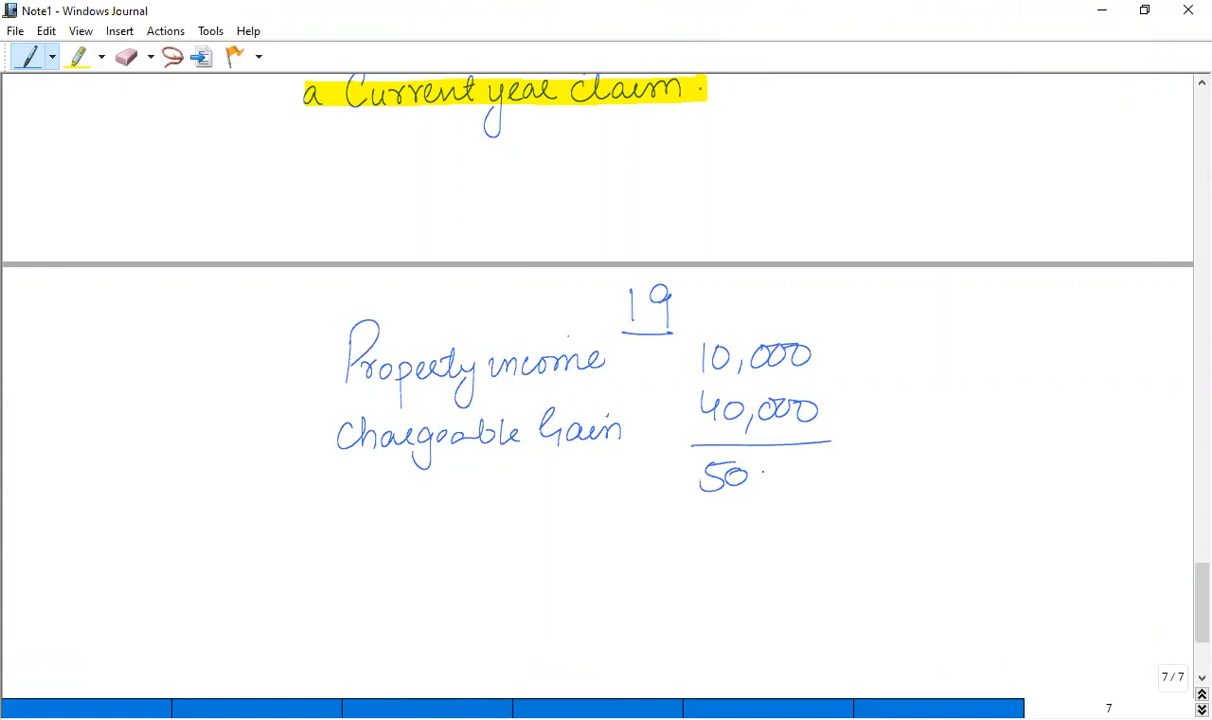 Note1 - Windows Journal
File Edit View Insert Actions Tools Help
a Current year claim.
19
Property income 10,000
Chargeable Gain 40,000
50
7 / 7
7